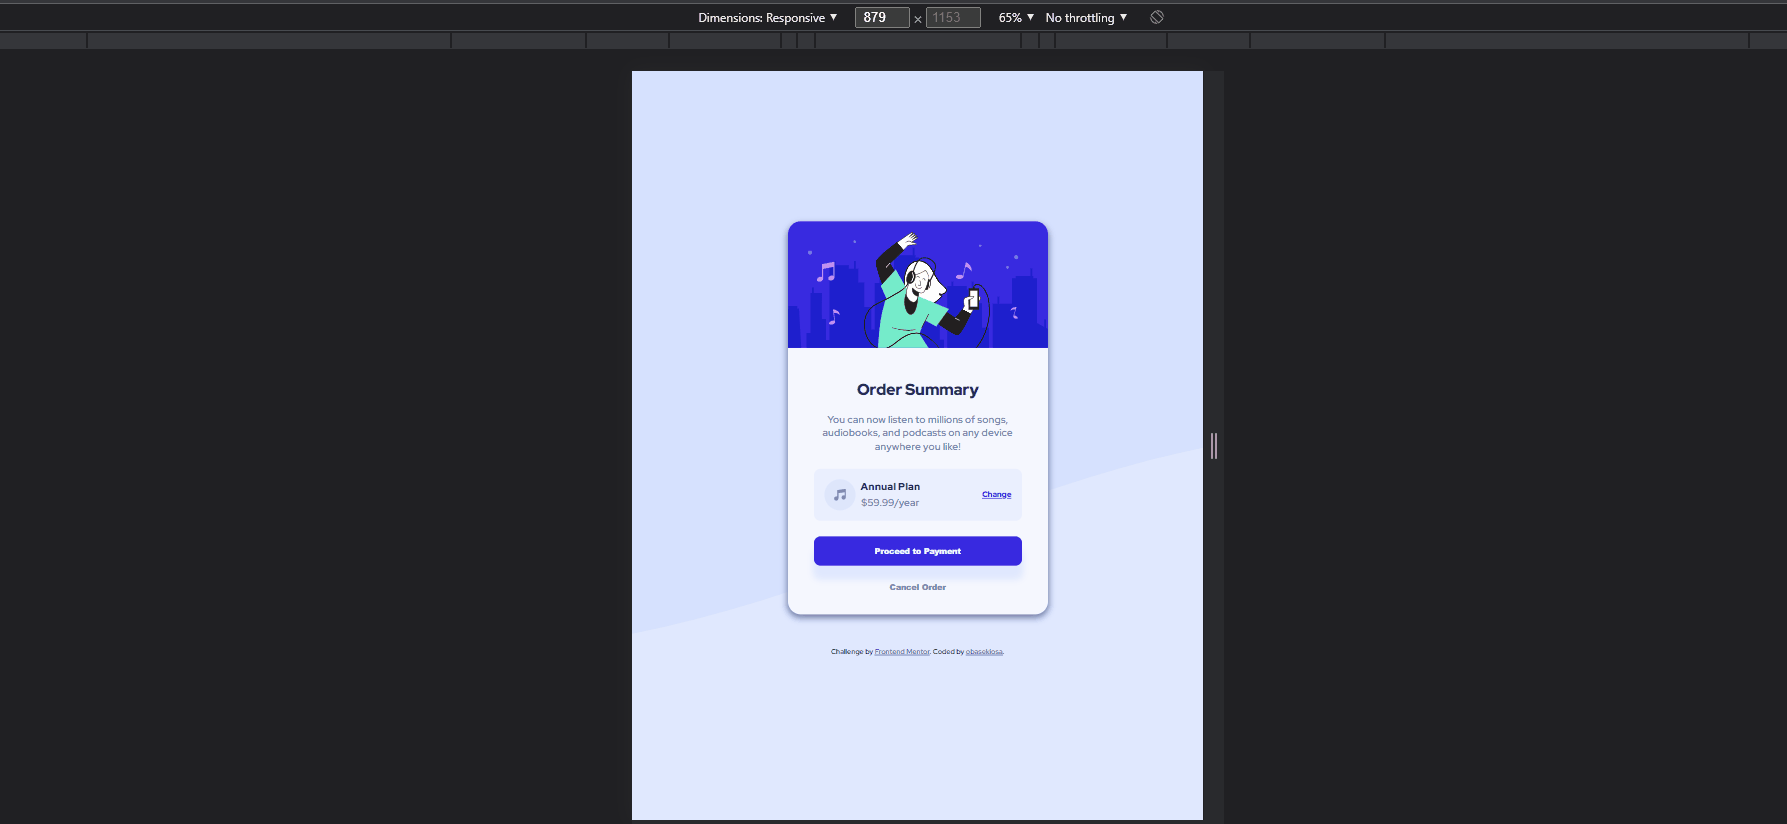 Dimensions: Responsive ▼ 879 × 1153 65% ▼ No throttling ▼
Order Summary
You can now listen to millions of songs,
audiobooks, and podcasts on any device
anywhere you like!
Annual Plan
$59.99/year
Change
Proceed to Payment
Cancel Order
Challenge by Frontend Mentor. Coded by obasekiosa.